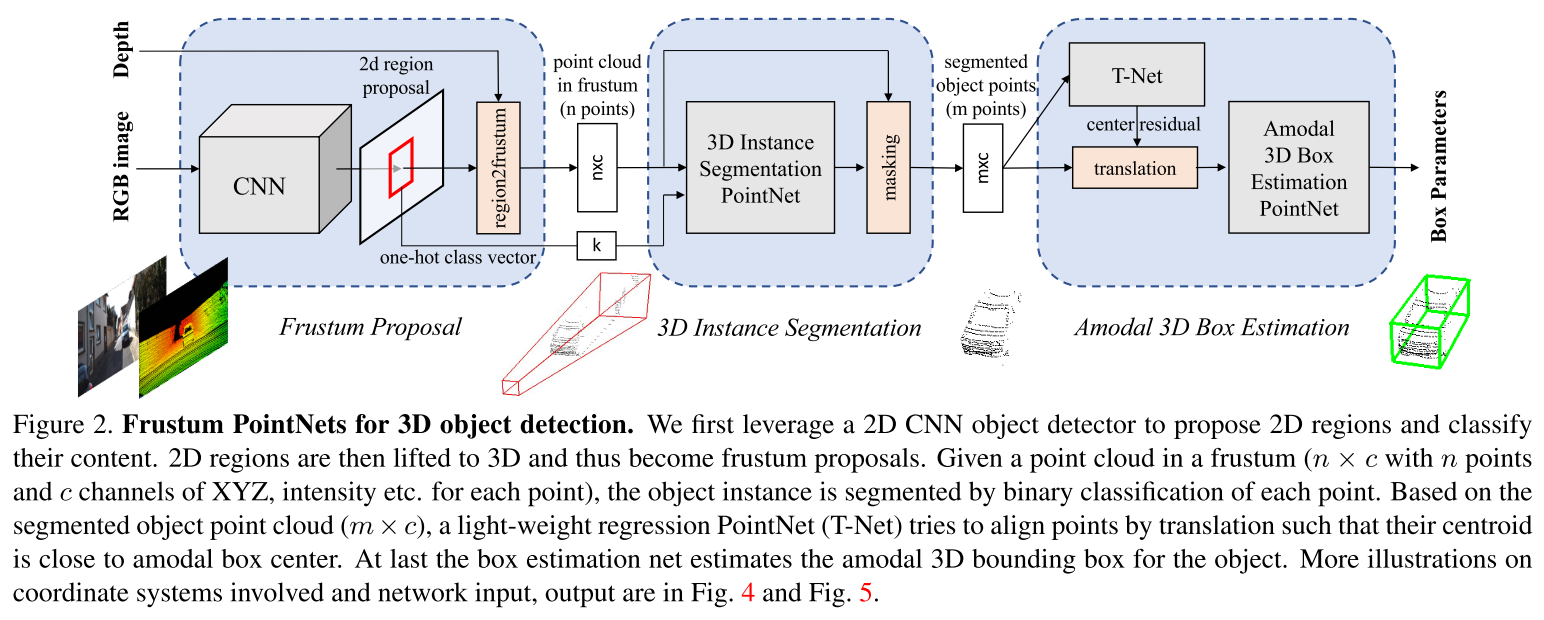 Depth
RGB image
CNN
2d region
proposal
region2frustum
one-hot class vector
point cloud
in frustum
(n points)
nxc
k
3D Instance
Segmentation
PointNet
masking
segmented
object points
(m points)
mxc
T-Net
center residual
translation
Amodal
3D Box
Estimation
PointNet
Box Parameters
Frustum Proposal
3D Instance Segmentation
Amodal 3D Box Estimation
Figure 2. Frustum PointNets for 3D object detection. We first leverage a 2D CNN object detector to propose 2D regions and classify
their content. 2D regions are then lifted to 3D and thus become frustum proposals. Given a point cloud in a frustum (n × c with n points
and c channels of XYZ, intensity etc. for each point), the object instance is segmented by binary classification of each point. Based on the
segmented object point cloud (m × c), a light-weight regression PointNet (T-Net) tries to align points by translation such that their centroid
is close to amodal box center. At last the box estimation net estimates the amodal 3D bounding box for the object. More illustrations on
coordinate systems involved and network input, output are in Fig. 4 and Fig. 5.